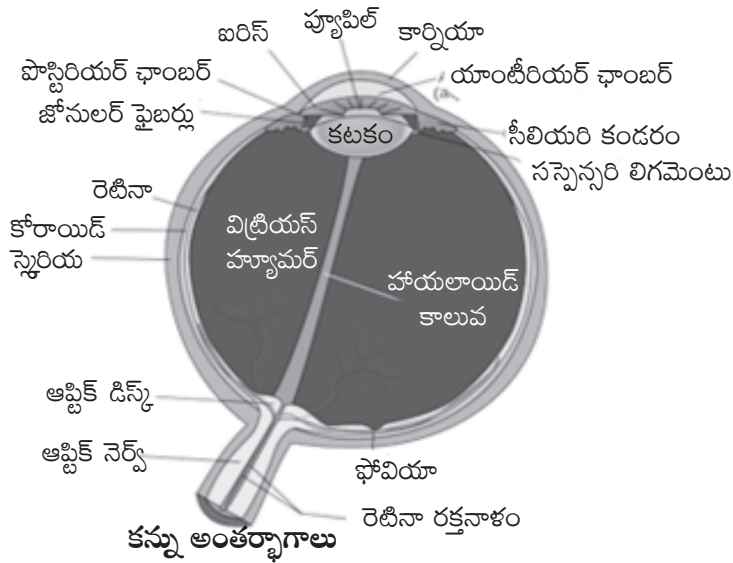 ప్యూపిల్
ఐరిస్
కార్నియా
పొస్టిరియర్ ఛాంబర్
యాంటీరియర్ ఛాంబర్
జోనులర్ ఫైబర్లు
కటకం
సీలియరి కండరం
సస్పెన్సరి లిగమెంటు
రెటినా
కోరాయిడ్
స్క్లెరియ
విట్రియస్
హ్యూమర్
హాయలాయిడ్
కాలువ
ఆప్టిక్ డిస్క్
ఆప్టిక్ నెర్వ్
ఫోవియా
రెటినా రక్తనాళం
కన్ను అంతర్భాగాలు